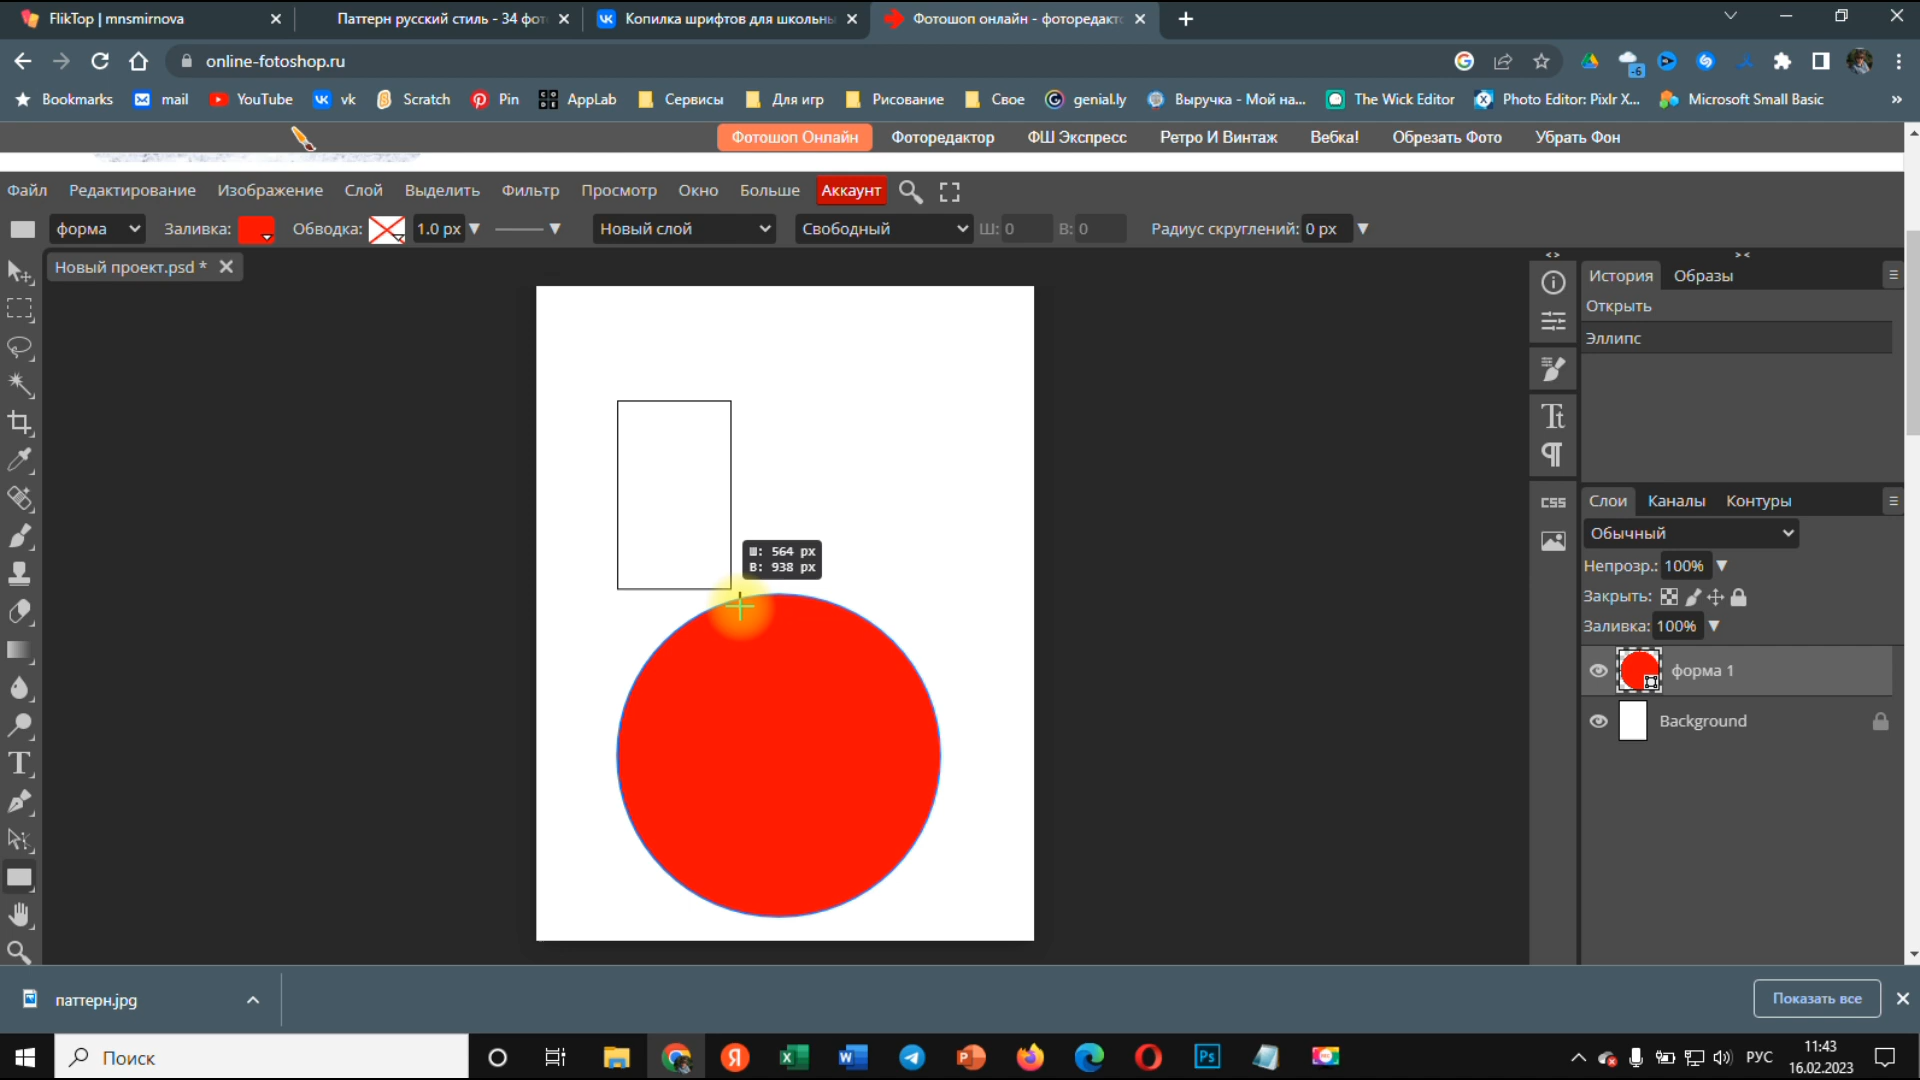 FlikTop | mnsmirnova
Паттерн русский стиль - 34 фот
Копилка шрифтов для школьны
Фотошоп онлайн - фоторедакт
online-fotoshop.ru
-6
Bookmarks
mail
YouTube
vk
Scratch
Pin
AppLab
Сервисы
Для игр
Рисование
Свое
genial.ly
Выручка - Мой на...
The Wick Editor
Photo Editor: Pixlr X...
Microsoft Small Basic
Фотошоп Онлайн
Фоторедактор
ФШ Экспресс
Ретро И Винтаж
Вебка!
Обрезать Фото
Убрать Фон
Файл
Редактирование
Изображение
Слой
Выделить
Фильтр
Просмотр
Окно
Больше
Аккаунт
форма
Заливка:
Обводка:
1.0 px
Новый слой
Свободный
Ш: 0
В: 0
Радиус скруглений: 0 px
Новый проект.psd *
История
Образы
Открыть
Эллипс
CSS
Ш: 564 px
В: 938 px
Слои
Каналы
Контуры
Обычный
Непрозр.: 100%
Закрыть:
Заливка: 100%
форма 1
Background
паттерн.jpg
Показать все
Поиск
РУС
11:43
16.02.2023